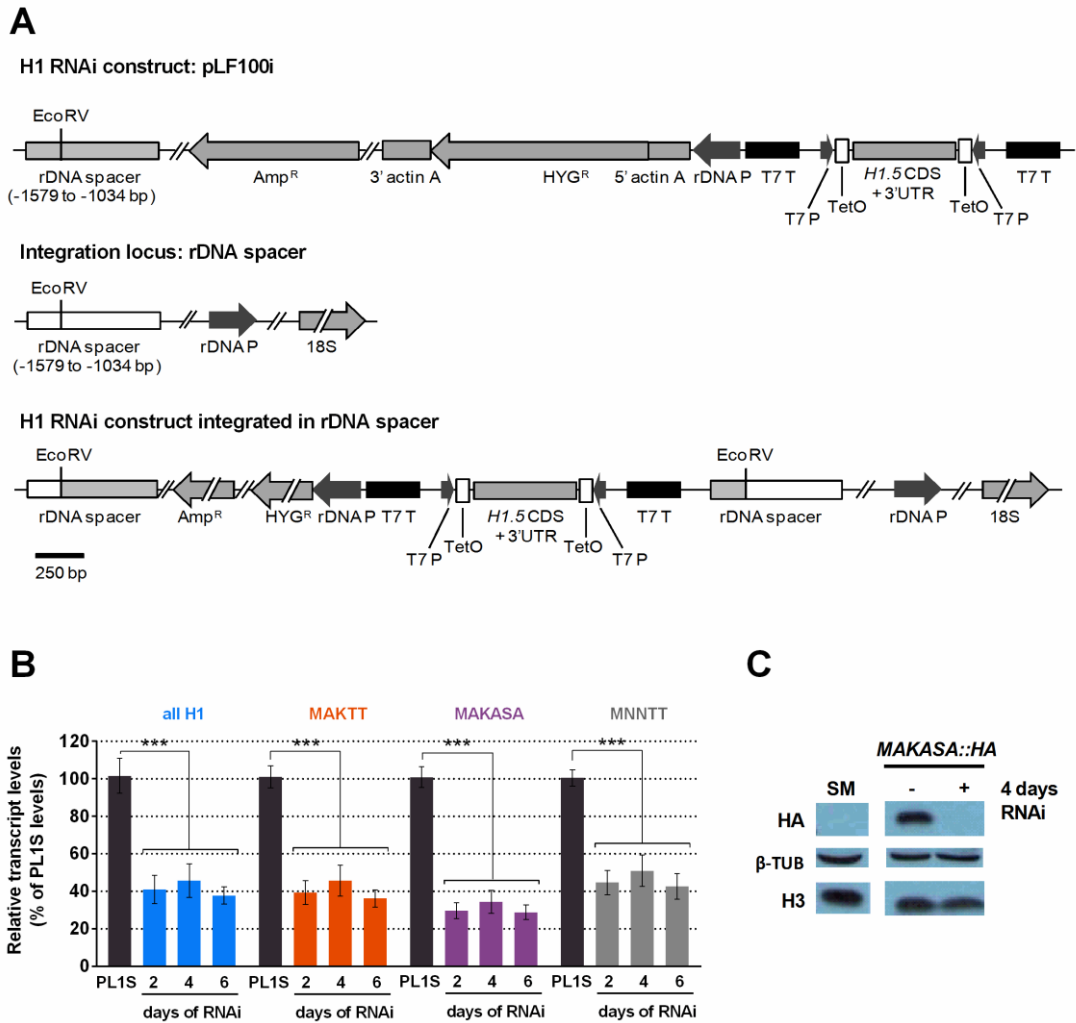 A
H1 RNAi construct: pLF100i
EcoRV
rDNA spacer
(-1579 to -1034 bp)
Amp^R
3' actin A
HYG^R
5' actin A
rDNA P
T7 T
T7 P
TetO
H1.5 CDS
+ 3'UTR
TetO
T7 P
T7 T
Integration locus: rDNA spacer
EcoRV
rDNA spacer
(-1579 to -1034 bp)
rDNA P
18S
H1 RNAi construct integrated in rDNA spacer
EcoRV
rDNA spacer
Amp^R
HYG^R
rDNA P
T7 T
T7 P
TetO
H1.5 CDS
+ 3'UTR
TetO
T7 P
T7 T
EcoRV
rDNA spacer
rDNA P
18S
250 bp
B
all H1 MAKTT MAKASA MNNTT
*** *** *** ***
Relative transcript levels
(% of PL1S levels)
120
100
80
60
40
20
0
PL1S 2 4 6 PL1S 2 4 6 PL1S 2 4 6 PL1S 2 4 6
days of RNAi days of RNAi days of RNAi days of RNAi
C
MAKASA::HA
SM - + 4 days
RNAi
HA
β-TUB
H3